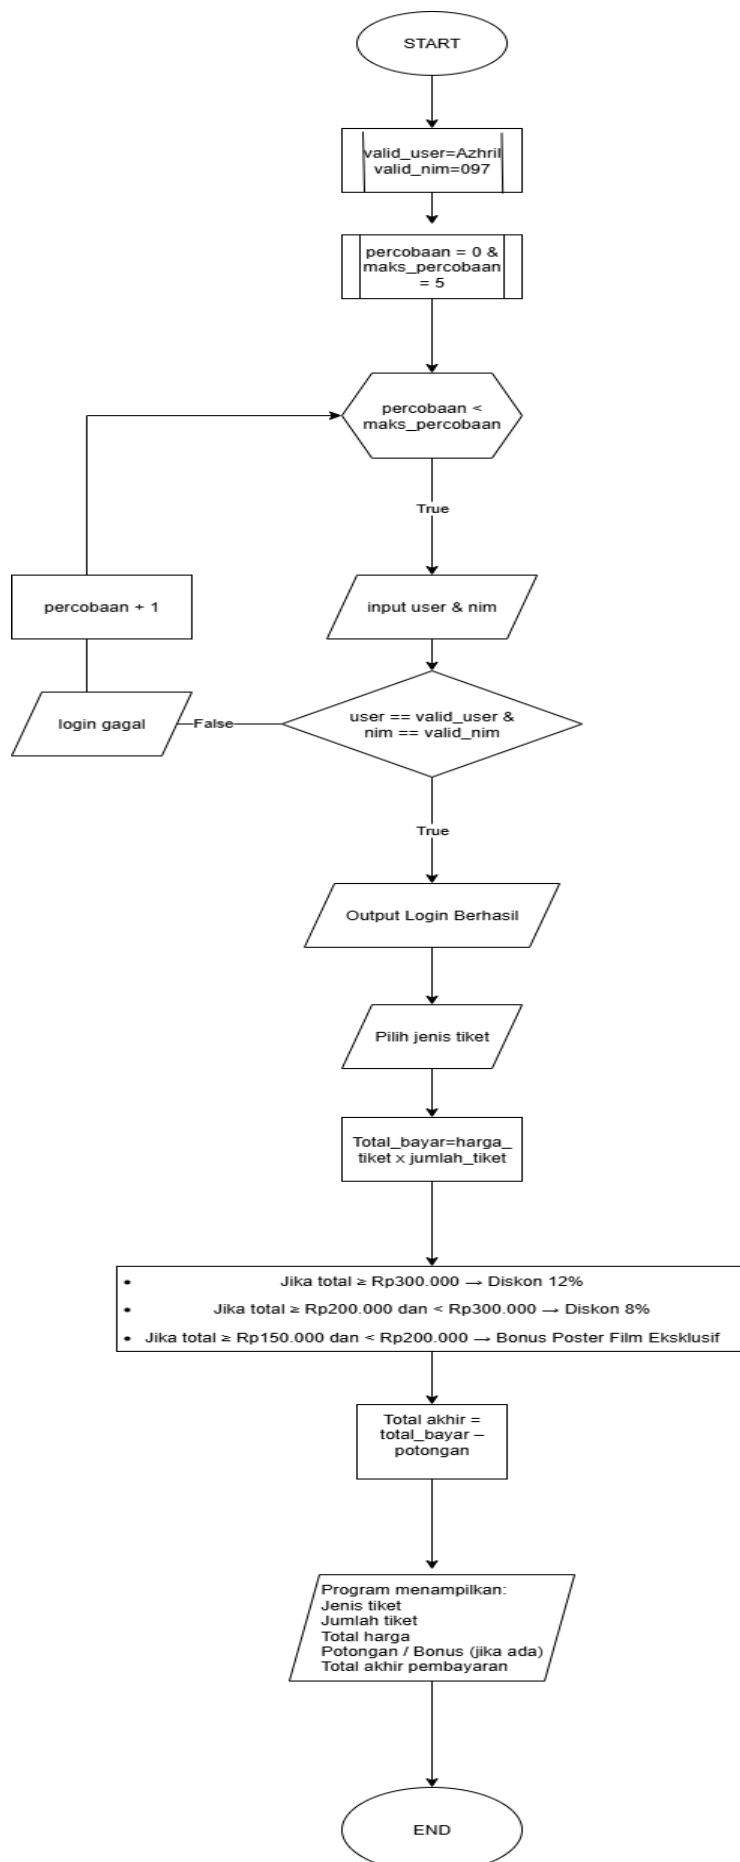 START
valid_user=Azhril
valid_nim=097
percobaan = 0 &
maks_percobaan
= 5
percobaan <
maks_percobaan
True
percobaan + 1
input user & nim
login gagal
False
user == valid_user &
nim == valid_nim
True
Output Login Berhasil
Pilih jenis tiket
Total_bayar=harga_
tiket x jumlah_tiket
• Jika total ≥ Rp300.000 → Diskon 12%
• Jika total ≥ Rp200.000 dan < Rp300.000 → Diskon 8%
• Jika total ≥ Rp150.000 dan < Rp200.000 → Bonus Poster Film Eksklusif
Total akhir =
total_bayar –
potongan
Program menampilkan:
Jenis tiket
Jumlah tiket
Total harga
Potongan / Bonus (jika ada)
Total akhir pembayaran
END